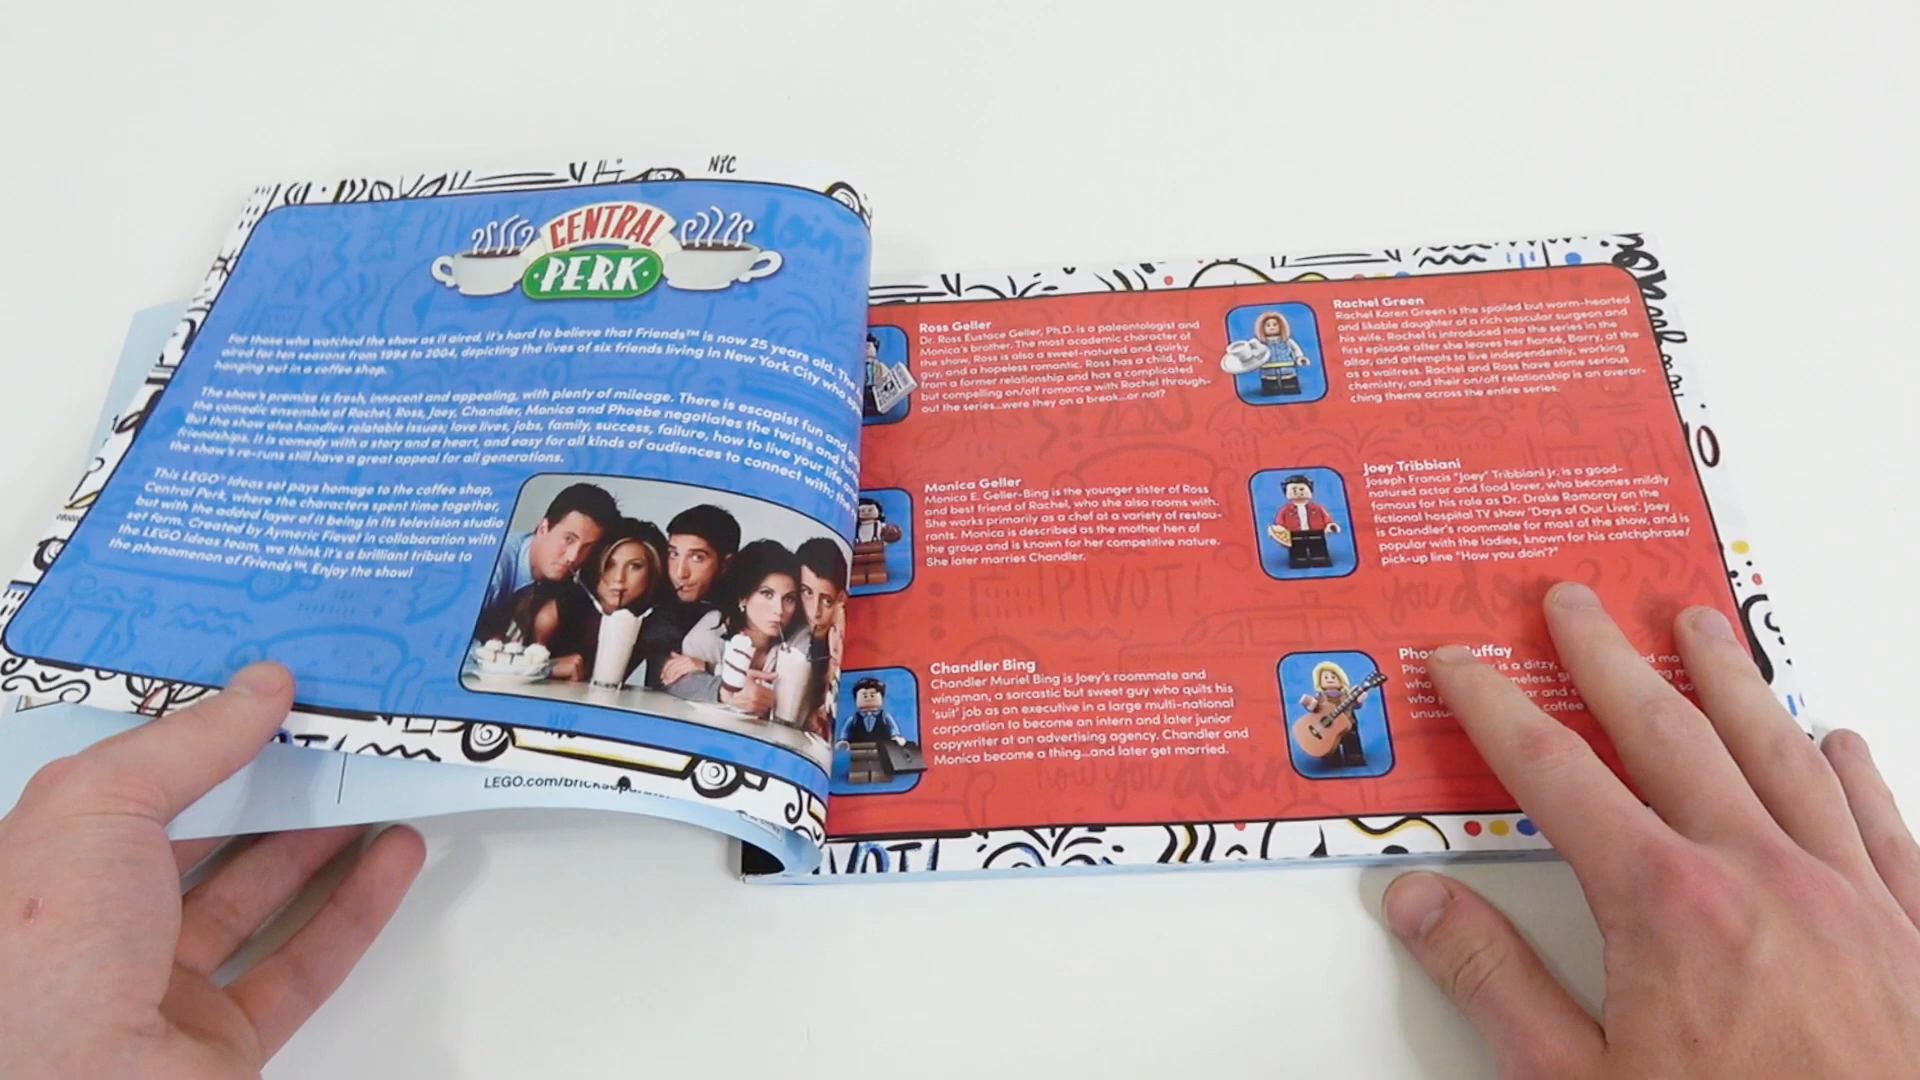 NYC
CENTRAL
PERK
For those who watched the show as it aired, it's hard to believe that Friends™ is now 25 years old. The
aired for ten seasons from 1994 to 2004, depicting the lives of six friends living in New York City who
hanging out in a coffee shop.
The show's premise is fresh, innocent and appealing, with plenty of mileage. There is escapist fun and
the comedic ensemble of Rachel, Ross, Joey, Chandler, Monica and Phoebe negotiates the twists and
But the show also handles relatable issues; love lives, jobs, family, success, failure, how to live your life and
friendships. It is comedy with a story and a heart, and easy for all kinds of audiences to connect with; the
the show's re-runs still have a great appeal for all generations.
This LEGO® Ideas set pays homage to the coffee shop,
Central Perk, where the characters spent time together,
but with the added layer of it being in its television studio
set form. Created by Aymeric Fievet in collaboration with
the LEGO Ideas team, we think it's a brilliant tribute to
the phenomenon of Friends™. Enjoy the show!
LEGO.com/brick
Ross Geller
Dr. Ross Eustace Geller, Ph.D. is a paleontologist and
Monica's brother. The most academic character of
the show, Ross is also a sweet-natured and quirky
guy, and a hopeless romantic. Ross has a child, Ben,
from a former relationship and has a complicated
but compelling on/off romance with Rachel through-
out the series...were they on a break...or not?
Rachel Green
Rachel Karen Green is the spoiled but warm-hearted
and likable daughter of a rich vascular surgeon and
his wife. Rachel is introduced into the series in the
first episode after she leaves her fiancé, Barry, at the
altar, and attempts to live independently, working
as a waitress. Rachel and Ross have some serious
chemistry, and their on/off relationship is an overar-
ching theme across the entire series.
Monica Geller
Monica E. Geller-Bing is the younger sister of Ross
and best friend of Rachel, who she also rooms with.
She works primarily as a chef at a variety of restau-
rants. Monica is described as the mother hen of
the group and is known for her competitive nature.
She later marries Chandler.
Joey Tribbiani
Joseph Francis "Joey" Tribbiani Jr. is a good-
natured actor and food lover, who becomes mildly
famous for his role as Dr. Drake Ramoray on the
fictional hospital TV show 'Days of Our Lives'. Joey
is Chandler's roommate for most of the show, and is
popular with the ladies, known for his catchphrase/
pick-up line "How you doin'?"
PIVOT!
you doin
Chandler Bing
Chandler Muriel Bing is Joey's roommate and
wingman, a sarcastic but sweet guy who quits his
'suit' job as an executive in a large multi-national
corporation to become an intern and later junior
copywriter at an advertising agency. Chandler and
Monica become a thing...and later get married.
how you doin
Buffay
is a ditzy,
who
and
coffee